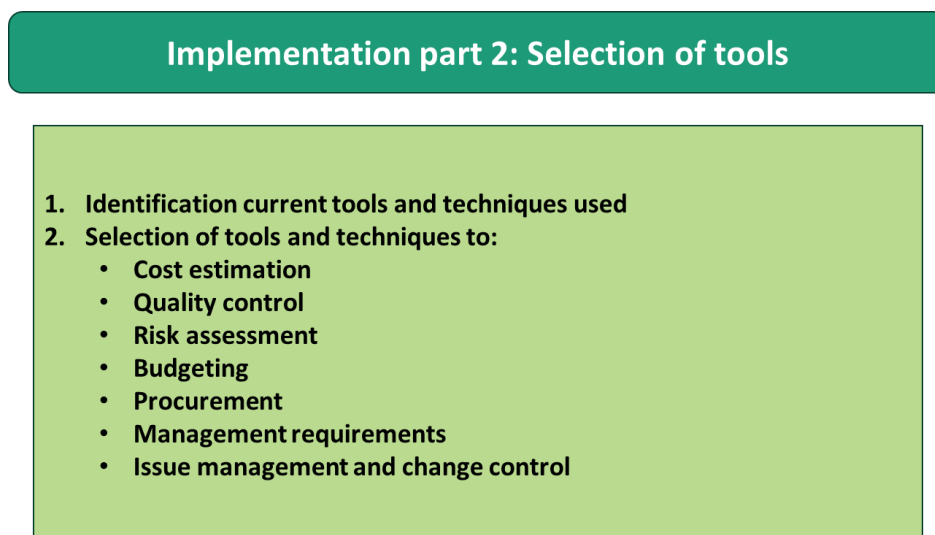 Implementation part 2: Selection of tools
1. Identification current tools and techniques used
2. Selection of tools and techniques to:
• Cost estimation
• Quality control
• Risk assessment
• Budgeting
• Procurement
• Management requirements
• Issue management and change control